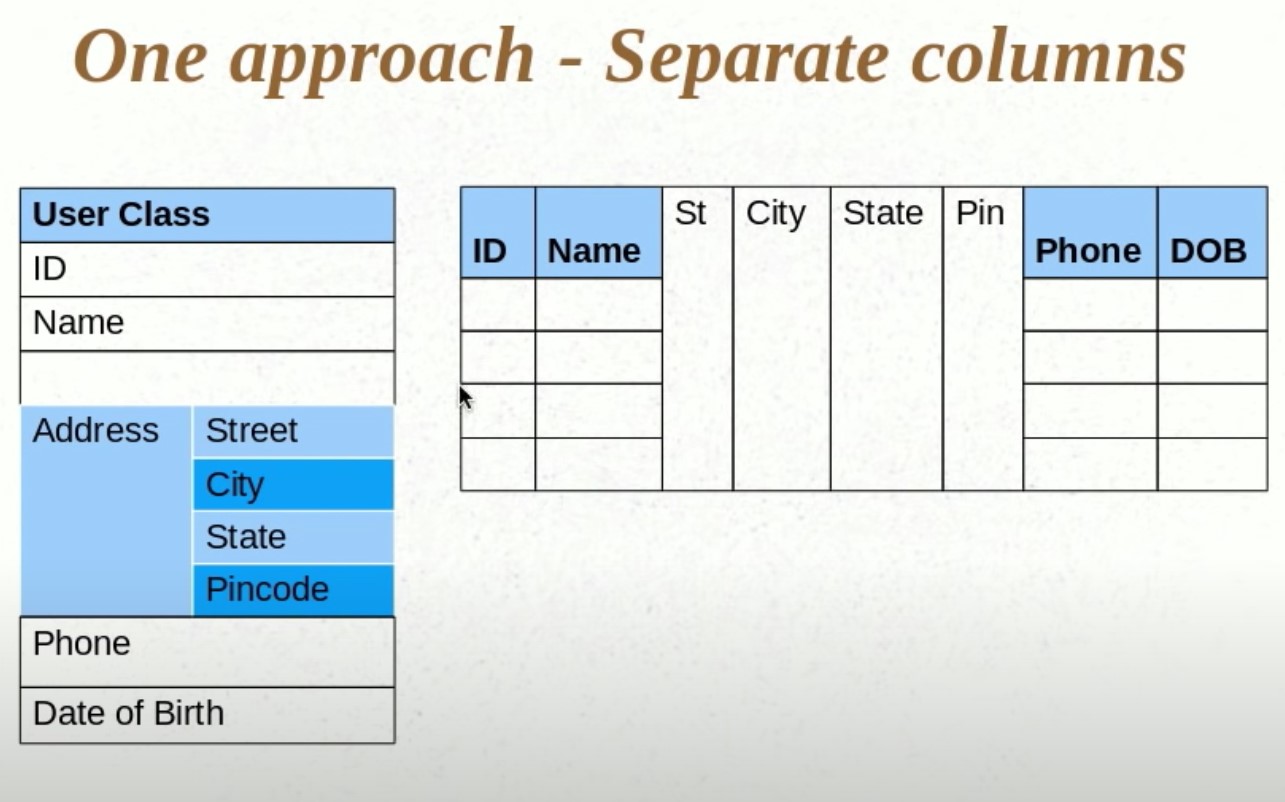 One approach - Separate columns
User Class
ID
Name
Address
Street
City
State
Pincode
Phone
Date of Birth
ID Name St City State Pin Phone DOB